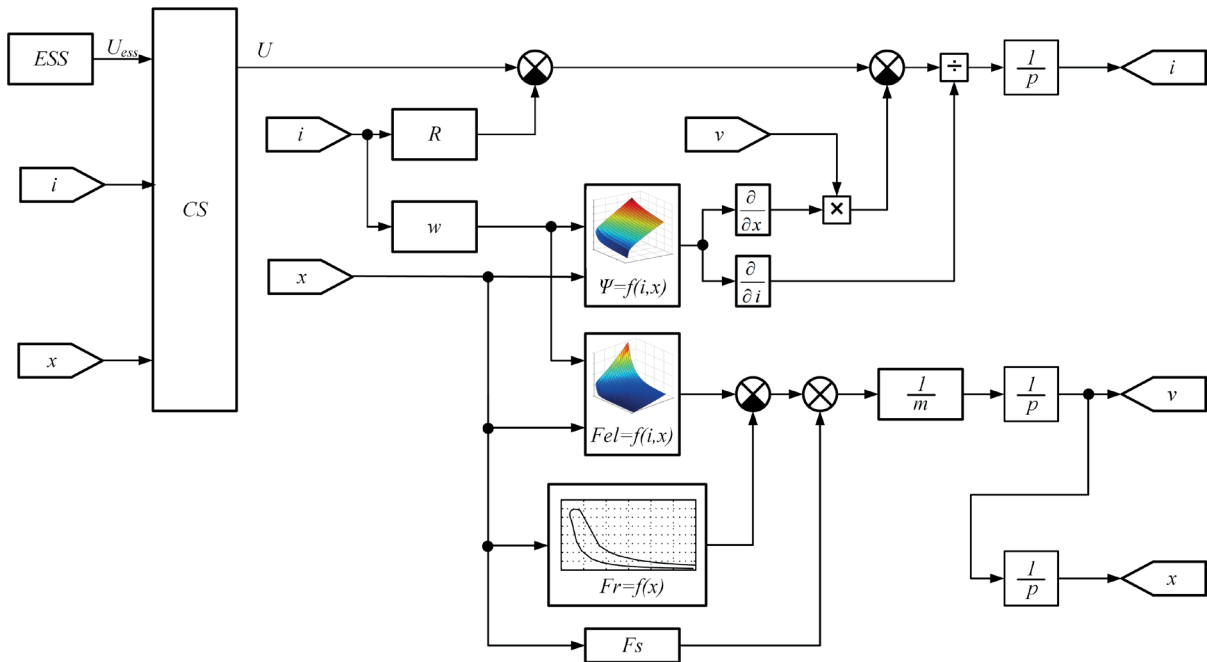 ESS
U_ess
U
i
CS
x
i
R
w
x
v
Ψ=f(i,x)
∂
∂x
×
∂
∂i
÷
1
p
i
Fel=f(i,x)
1
m
1
p
v
Fr=f(x)
1
p
x
Fs